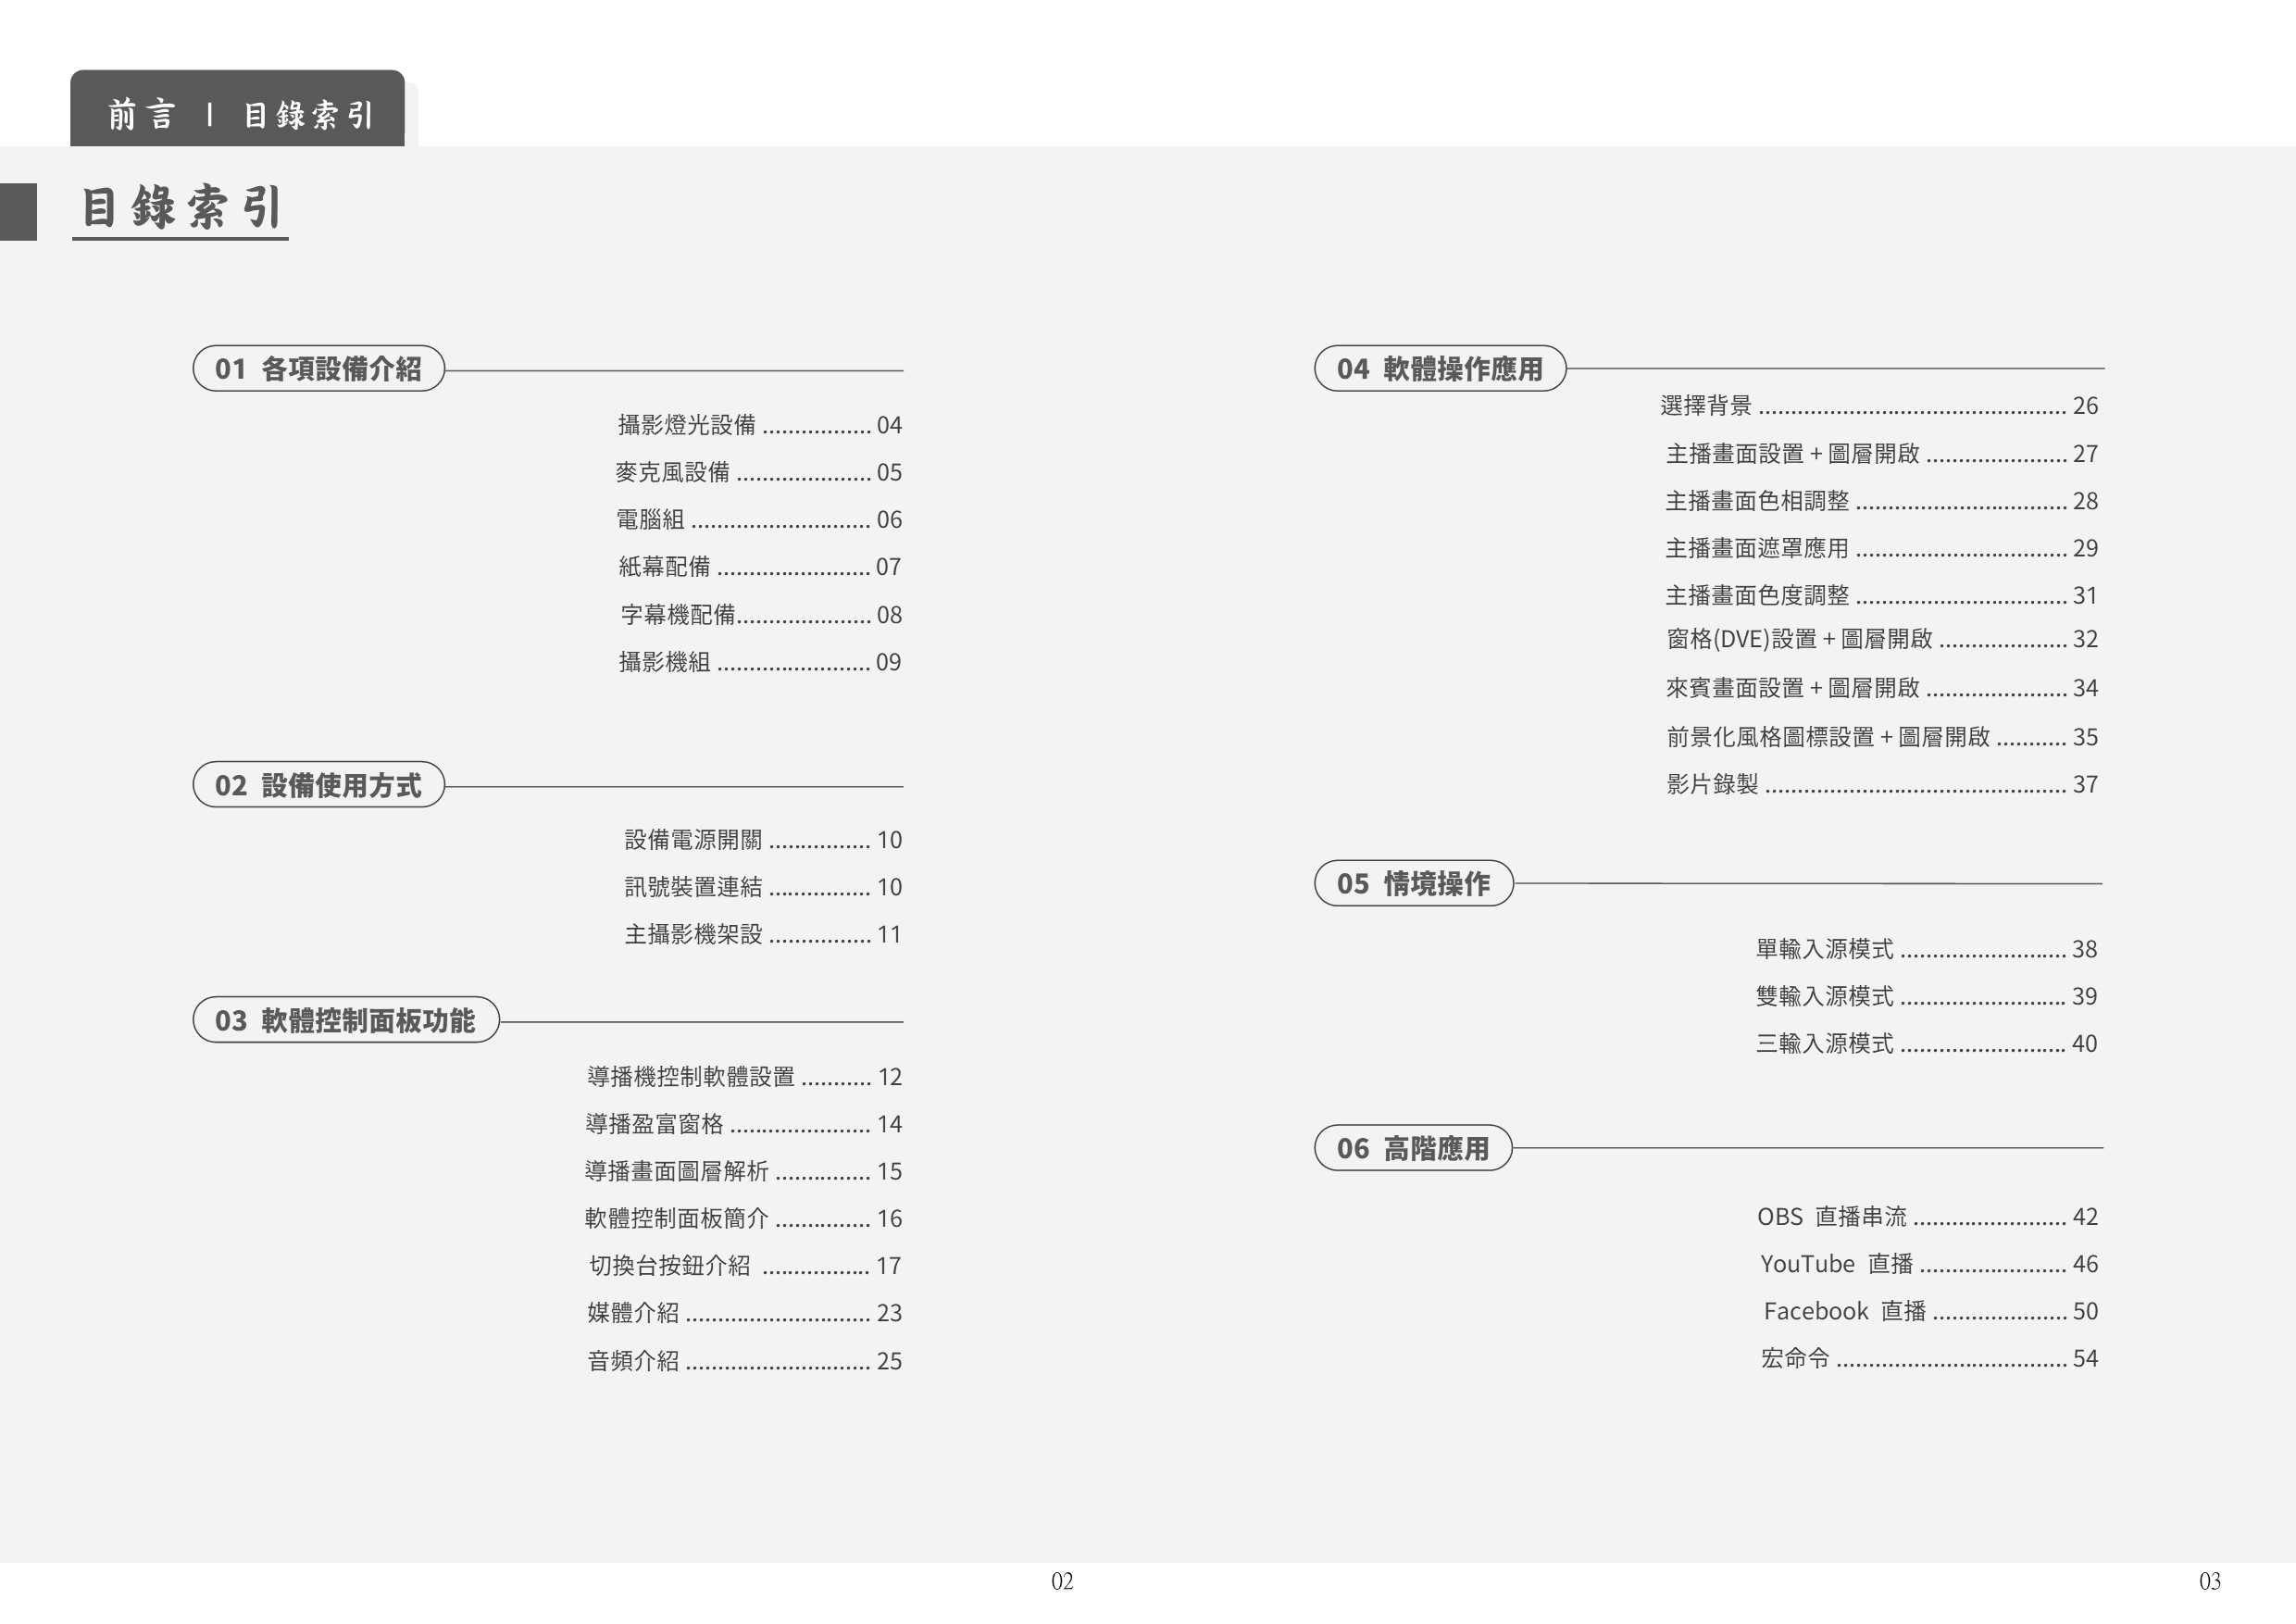 前言 | 目錄索引
目錄索引
01 各項設備介紹
攝影燈光設備 ................. 04
麥克風設備 ..................... 05
電腦組 ............................ 06
紙幕配備 ........................ 07
字幕機配備..................... 08
攝影機組 ........................ 09
02 設備使用方式
設備電源開關 ................ 10
訊號裝置連結 ................ 10
主攝影機架設 ................ 11
03 軟體控制面板功能
導播機控制軟體設置 ........... 12
導播盈富窗格 ...................... 14
導播畫面圖層解析 ............... 15
軟體控制面板簡介 ............... 16
切換台按鈕介紹 ................. 17
媒體介紹 ............................. 23
音頻介紹 ............................. 25
04 軟體操作應用
選擇背景 ................................................ 26
主播畫面設置 + 圖層開啟 ...................... 27
主播畫面色相調整 ................................. 28
主播畫面遮罩應用 ................................. 29
主播畫面色度調整 ................................. 31
窗格(DVE)設置 + 圖層開啟 .................... 32
來賓畫面設置 + 圖層開啟 ...................... 34
前景化風格圖標設置 + 圖層開啟 ........... 35
影片錄製 ............................................... 37
05 情境操作
單輸入源模式 .......................... 38
雙輸入源模式 .......................... 39
三輸入源模式 .......................... 40
06 高階應用
OBS 直播串流 ........................ 42
YouTube 直播 ....................... 46
Facebook 直播 ..................... 50
宏命令 .................................... 54
02
03